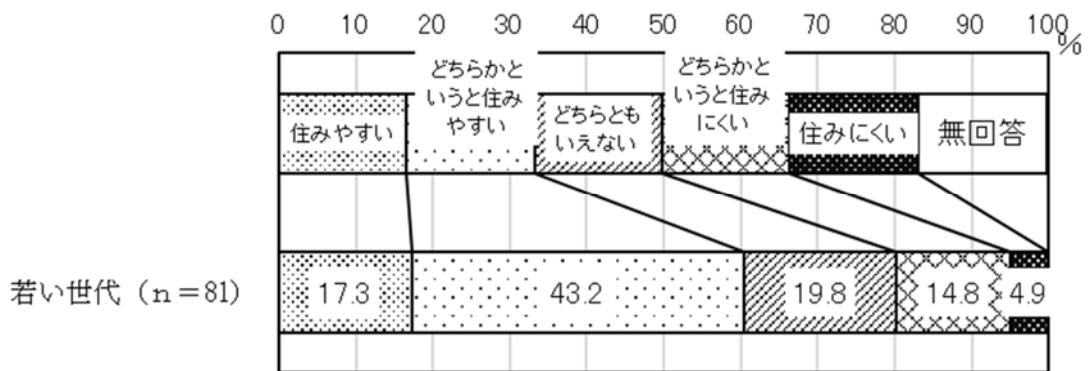 0 10 20 30 40 50 60 70 80 90 100
%
住みやすい
どちらかと
いうと住み
やすい
どちらとも
いえない
どちらかと
いうと住み
にくい
住みにくい
無回答
若い世代（n＝81）
17.3
43.2
19.8
14.8
4.9